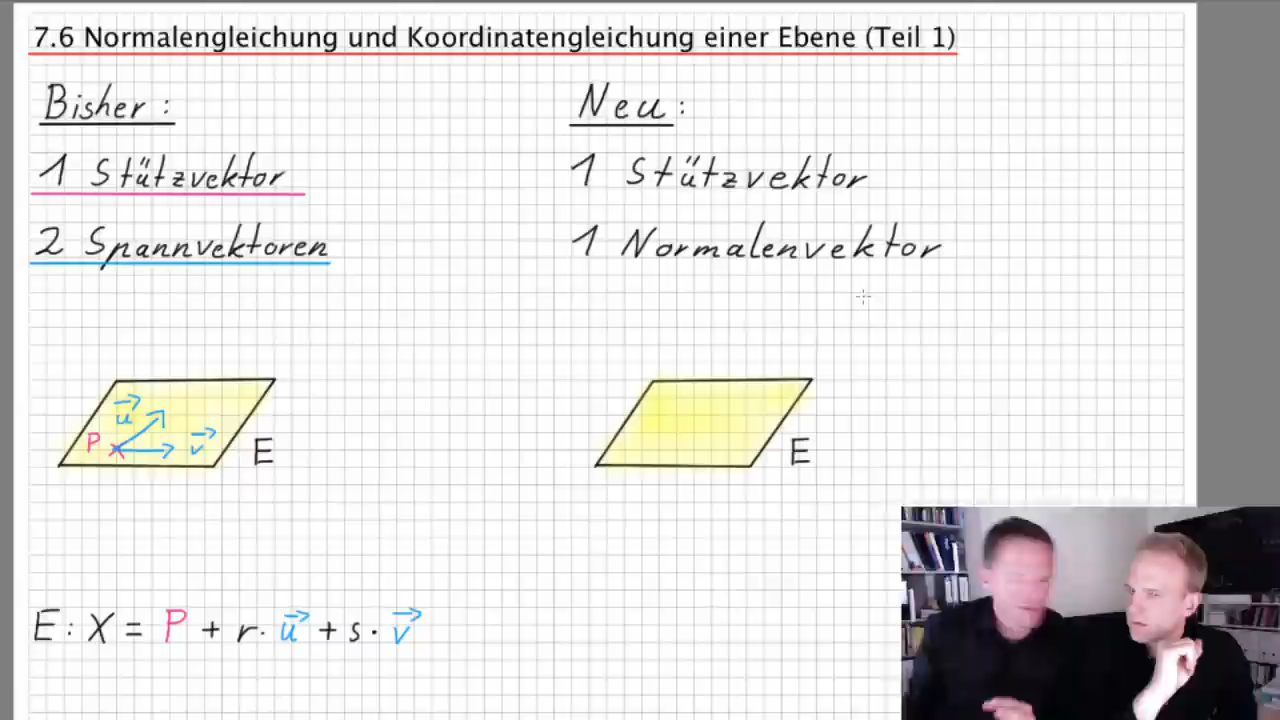 7.6 Normalengleichung und Koordinatengleichung einer Ebene (Teil 1)
Bisher :
1 Stützvektor
2 Spannvektoren
Neu :
1 Stützvektor
1 Normalenvektor
u⃗
P v⃗
E
E
E : X = P + r · u⃗ + s · v⃗